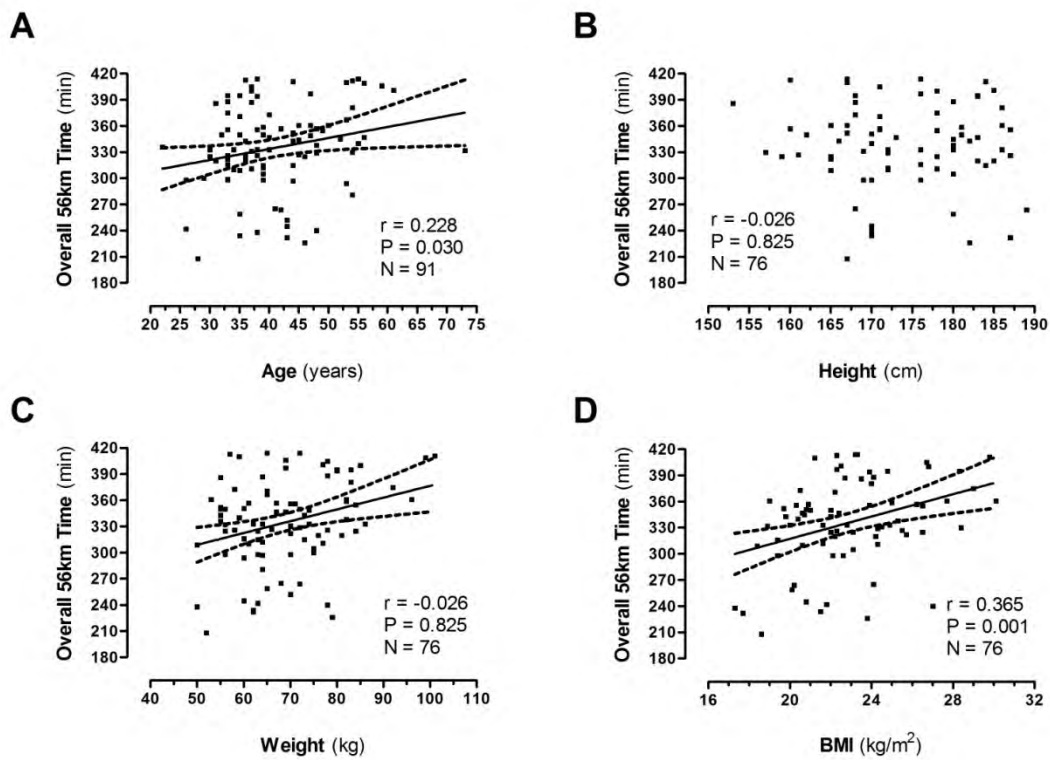 A
Overall 56km Time (min)
420
390
360
330
300
270
240
210
180
r = 0.228
P = 0.030
N = 91
20 25 30 35 40 45 50 55 60 65 70 75
Age (years)
B
Overall 56km Time (min)
420
390
360
330
300
270
240
210
180
r = -0.026
P = 0.825
N = 76
150 155 160 165 170 175 180 185 190
Height (cm)
C
Overall 56km Time (min)
420
390
360
330
300
270
240
210
180
r = -0.026
P = 0.825
N = 76
40 50 60 70 80 90 100 110
Weight (kg)
D
Overall 56km Time (min)
420
390
360
330
300
270
240
210
180
r = 0.365
P = 0.001
N = 76
16 20 24 28 32
BMI (kg/m²)